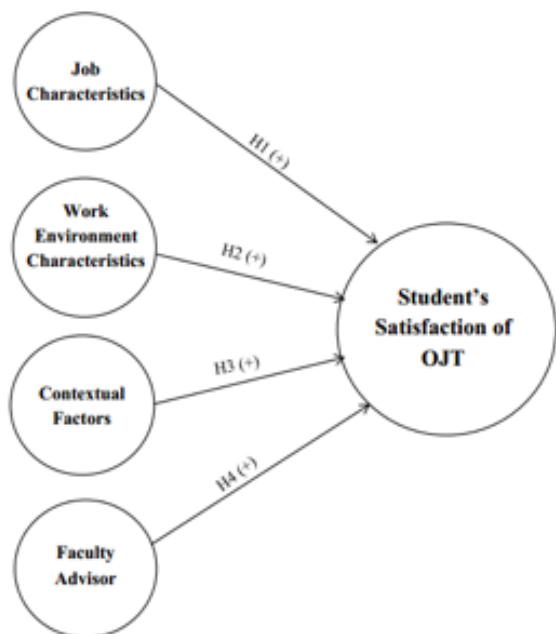 Job
Characteristics
H1 (+)
Work
Environment
Characteristics
H2 (+)
Student's
Satisfaction of
OJT
H3 (+)
Contextual
Factors
H4 (+)
Faculty
Advisor